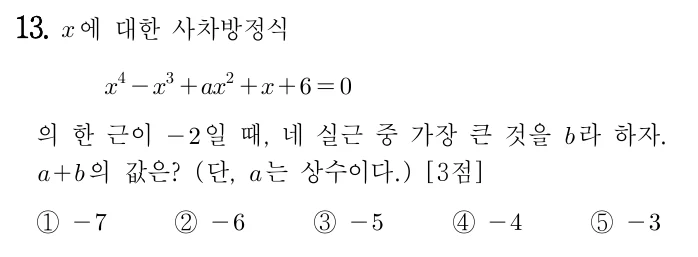 13. x에 대한 사차방정식
x⁴−x³+ax²+x+6=0
의 한 근이 −2일 때, 네 실근 중 가장 큰 것을 b라 하자.
a+b의 값은? (단, a는 상수이다.) [3점]
① −7 ② −6 ③ −5 ④ −4 ⑤ −3